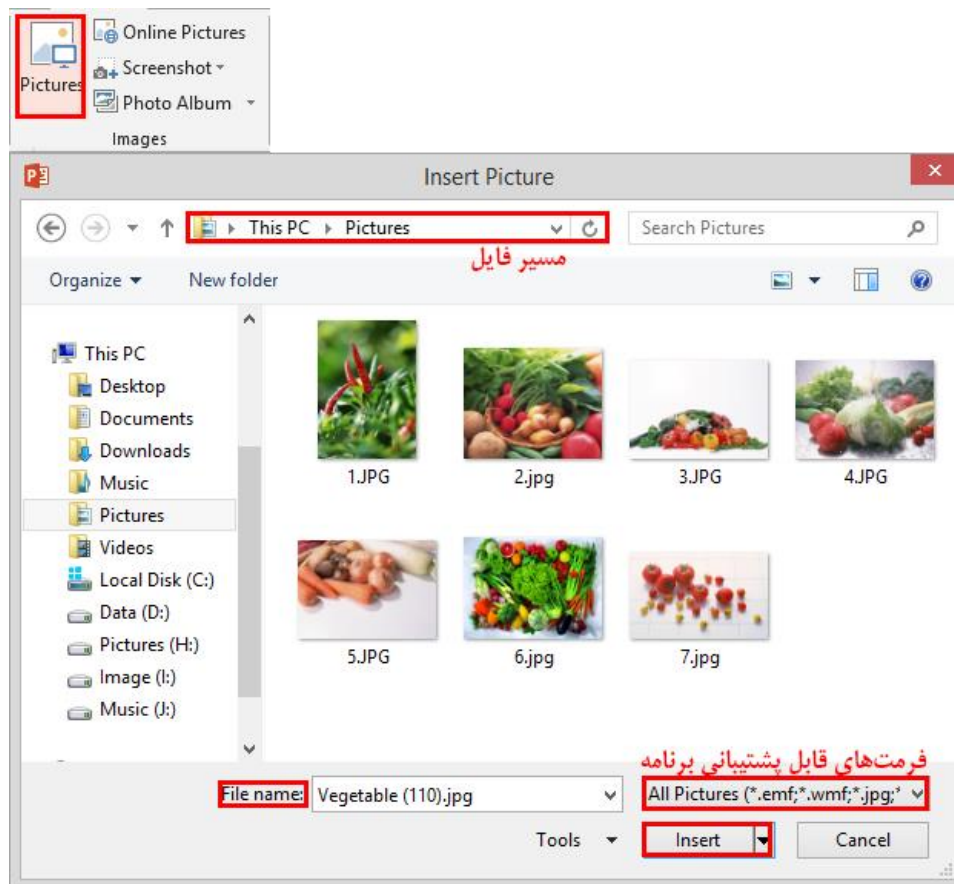 Online Pictures
Screenshot
Pictures
Photo Album
Images
Insert Picture
This PC Pictures
Search Pictures
مسیر فایل
Organize New folder
This PC
Desktop
Documents
Downloads
Music
Pictures
Videos
Local Disk (C:)
Data (D:)
Pictures (H:)
Image (I:)
Music (J:)
1.JPG 2.jpg 3.JPG 4.JPG
5.JPG 6.jpg 7.jpg
فرمت‌های قابل پشتیبانی برنامه
File name: Vegetable (110).jpg All Pictures (*.emf;*.wmf;*.jpg;*
Tools Insert Cancel